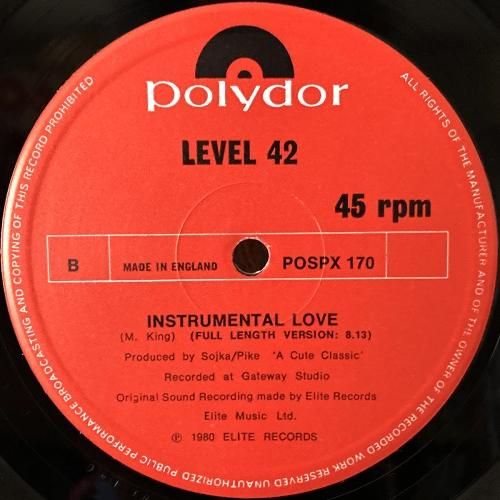 polydor
LEVEL 42
45 rpm
B
MADE IN ENGLAND
POSPX 170
INSTRUMENTAL LOVE
(M. King) (FULL LENGTH VERSION: 8.13)
Produced by Sojka/Pike 'A Cute Classic'
Recorded at Gateway Studio
Original Sound Recording made by Elite Records
Elite Music Ltd.
℗ 1980 ELITE RECORDS
ALL RIGHTS OF THE MANUFACTURER AND OF THE OWNER OF THE RECORDED WORK RESERVED UNAUTHORIZED PUBLIC PERFORMANCE BROADCASTING AND COPYING OF THIS RECORD PROHIBITED